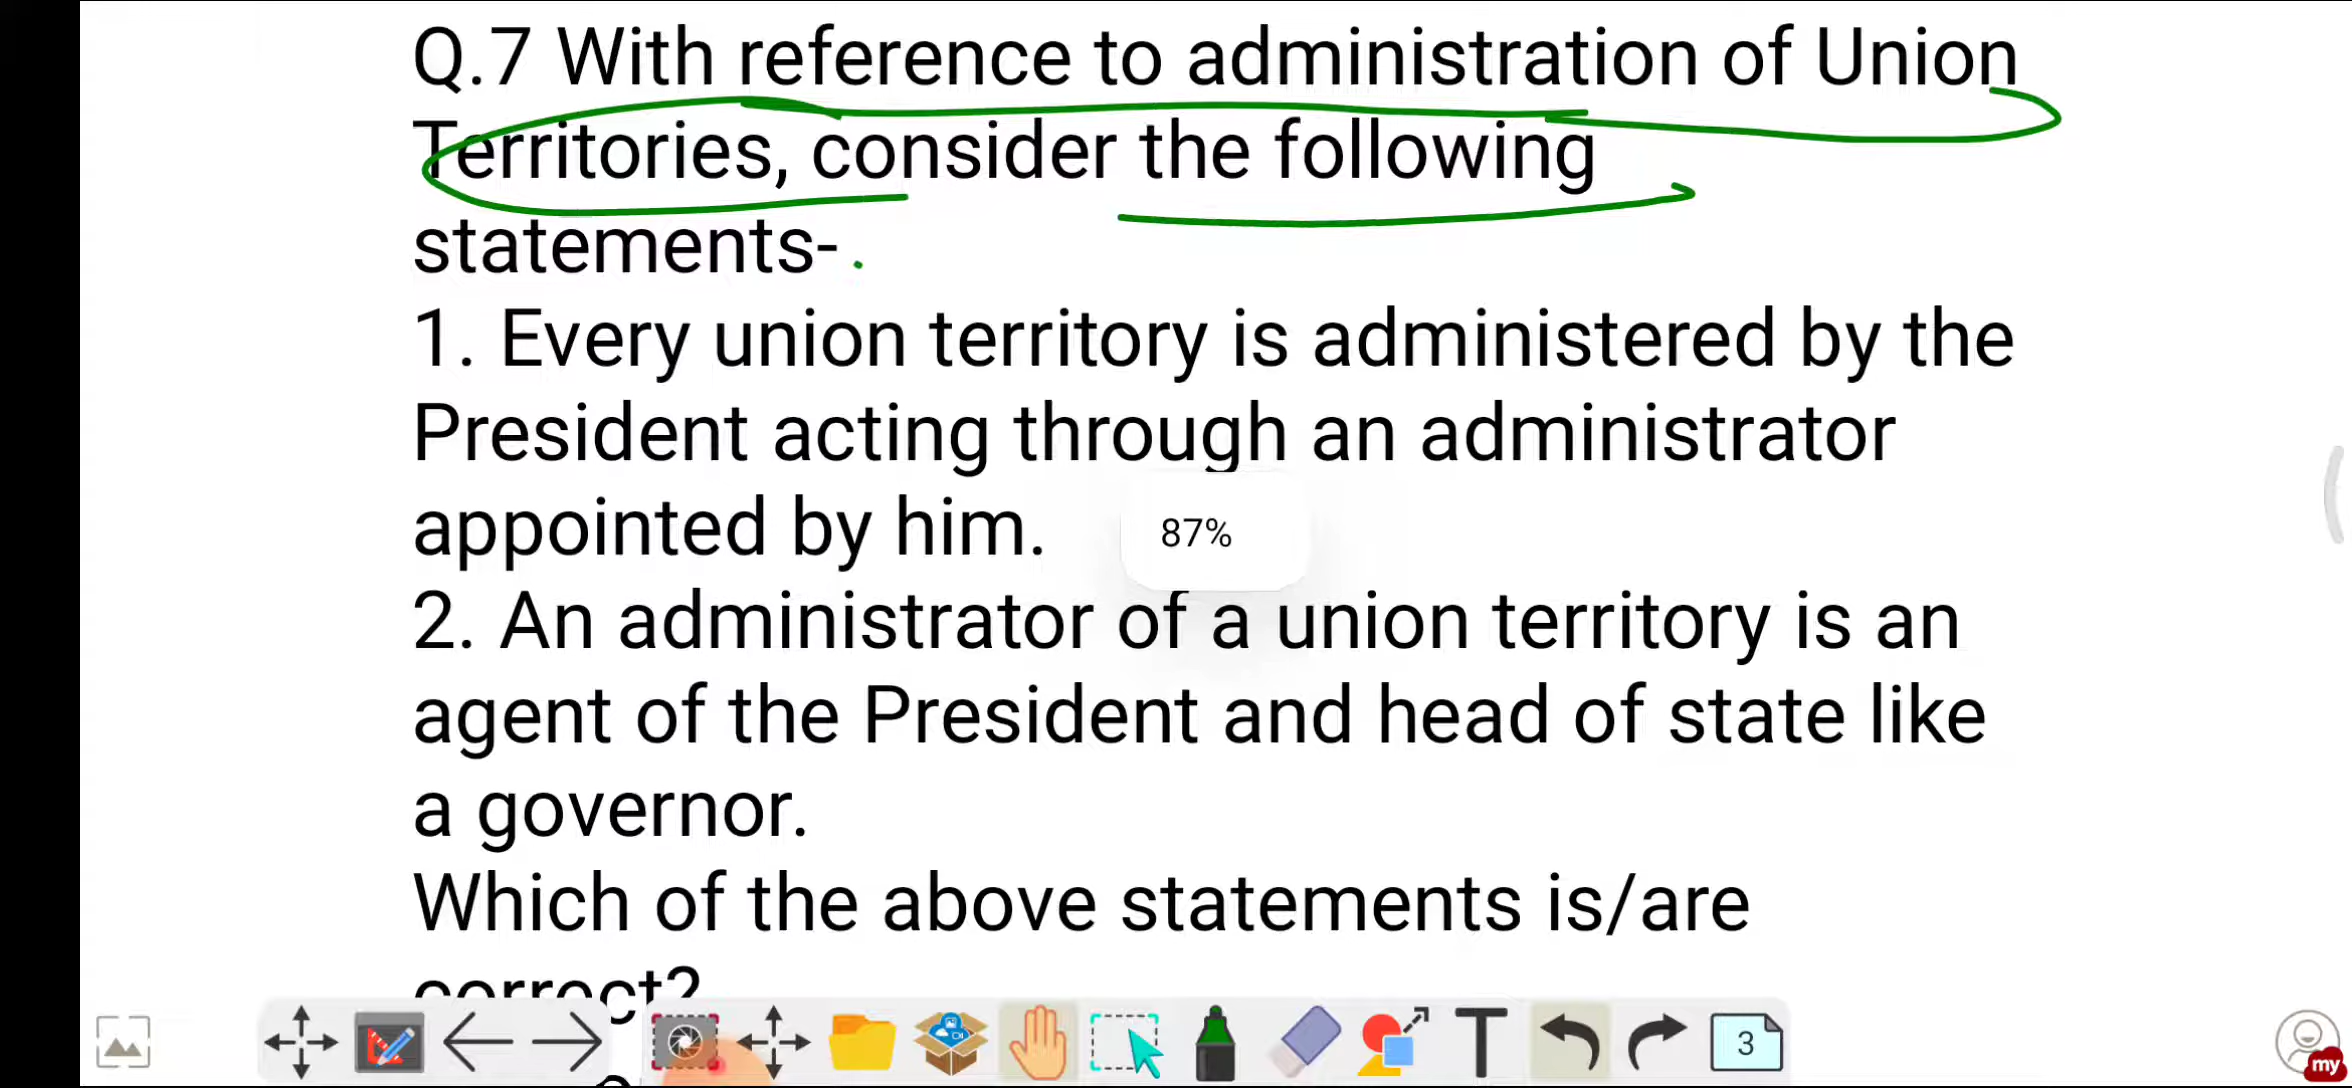 Q.7 With reference to administration of Union
Territories, consider the following
statements-
1. Every union territory is administered by the
President acting through an administrator
appointed by him.
87%
2. An administrator of a union territory is an
agent of the President and head of state like
a governor.
Which of the above statements is/are
correct?
3
my